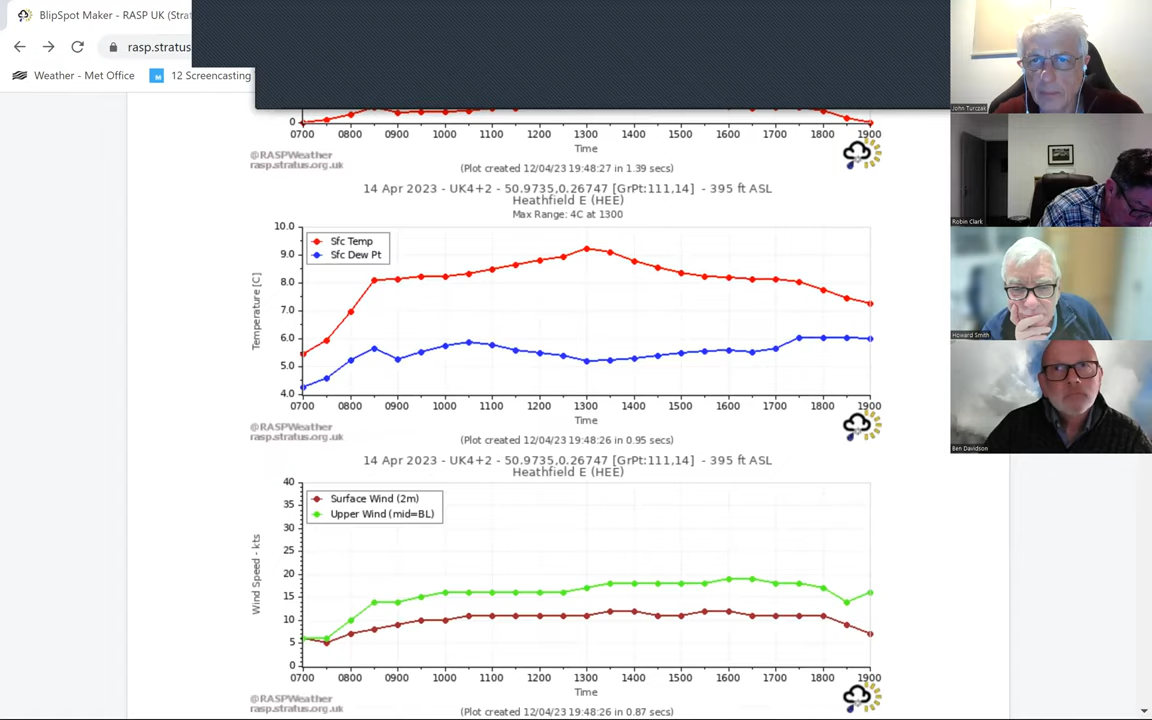 BlipSpot Maker - RASP UK (Strat
rasp.stratus
Weather - Met Office
12 Screencasting
John Turczak
Robin Clark
Howard Smith
Ben Davidson
0
0700 0800 0900 1000 1100 1200 1300 1400 1500 1600 1700 1800 1900
Time
@RASPWeather
rasp.stratus.org.uk
(Plot created 12/04/23 19:48:27 in 1.39 secs)
14 Apr 2023 - UK4+2 - 50.9735,0.26747 [GrPt:111,14] - 395 ft ASL
Heathfield E (HEE)
Max Range: 4C at 1300
10.0
9.0
8.0
7.0
6.0
5.0
4.0
Temperature [C]
Sfc Temp
Sfc Dew Pt
0700 0800 0900 1000 1100 1200 1300 1400 1500 1600 1700 1800 1900
Time
@RASPWeather
rasp.stratus.org.uk
(Plot created 12/04/23 19:48:26 in 0.95 secs)
14 Apr 2023 - UK4+2 - 50.9735,0.26747 [GrPt:111,14] - 395 ft ASL
Heathfield E (HEE)
40
35
30
25
20
15
10
5
0
Wind Speed - kts
Surface Wind (2m)
Upper Wind (mid=BL)
0700 0800 0900 1000 1100 1200 1300 1400 1500 1600 1700 1800 1900
Time
@RASPWeather
rasp.stratus.org.uk
(Plot created 12/04/23 19:48:26 in 0.87 secs)